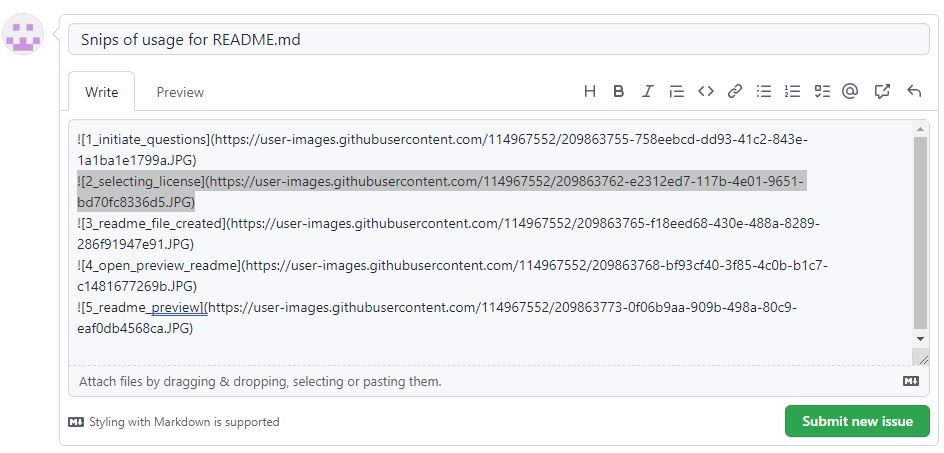 Snips of usage for README.md
Write Preview
![1_initiate_questions](https://user-images.githubusercontent.com/114967552/209863755-758eebcd-dd93-41c2-843e-
1a1ba1e1799a.JPG)
![2_selecting_license](https://user-images.githubusercontent.com/114967552/209863762-e2312ed7-117b-4e01-9651-
bd70fc8336d5.JPG)
![3_readme_file_created](https://user-images.githubusercontent.com/114967552/209863765-f18eed68-430e-488a-8289-
286f91947e91.JPG)
![4_open_preview_readme](https://user-images.githubusercontent.com/114967552/209863768-bf93cf40-3f85-4c0b-b1c7-
c1481677269b.JPG)
![5_readme_preview](https://user-images.githubusercontent.com/114967552/209863773-0f06b9aa-909b-498a-80c9-
eaf0db4568ca.JPG)
Attach files by dragging & dropping, selecting or pasting them.
Styling with Markdown is supported
Submit new issue